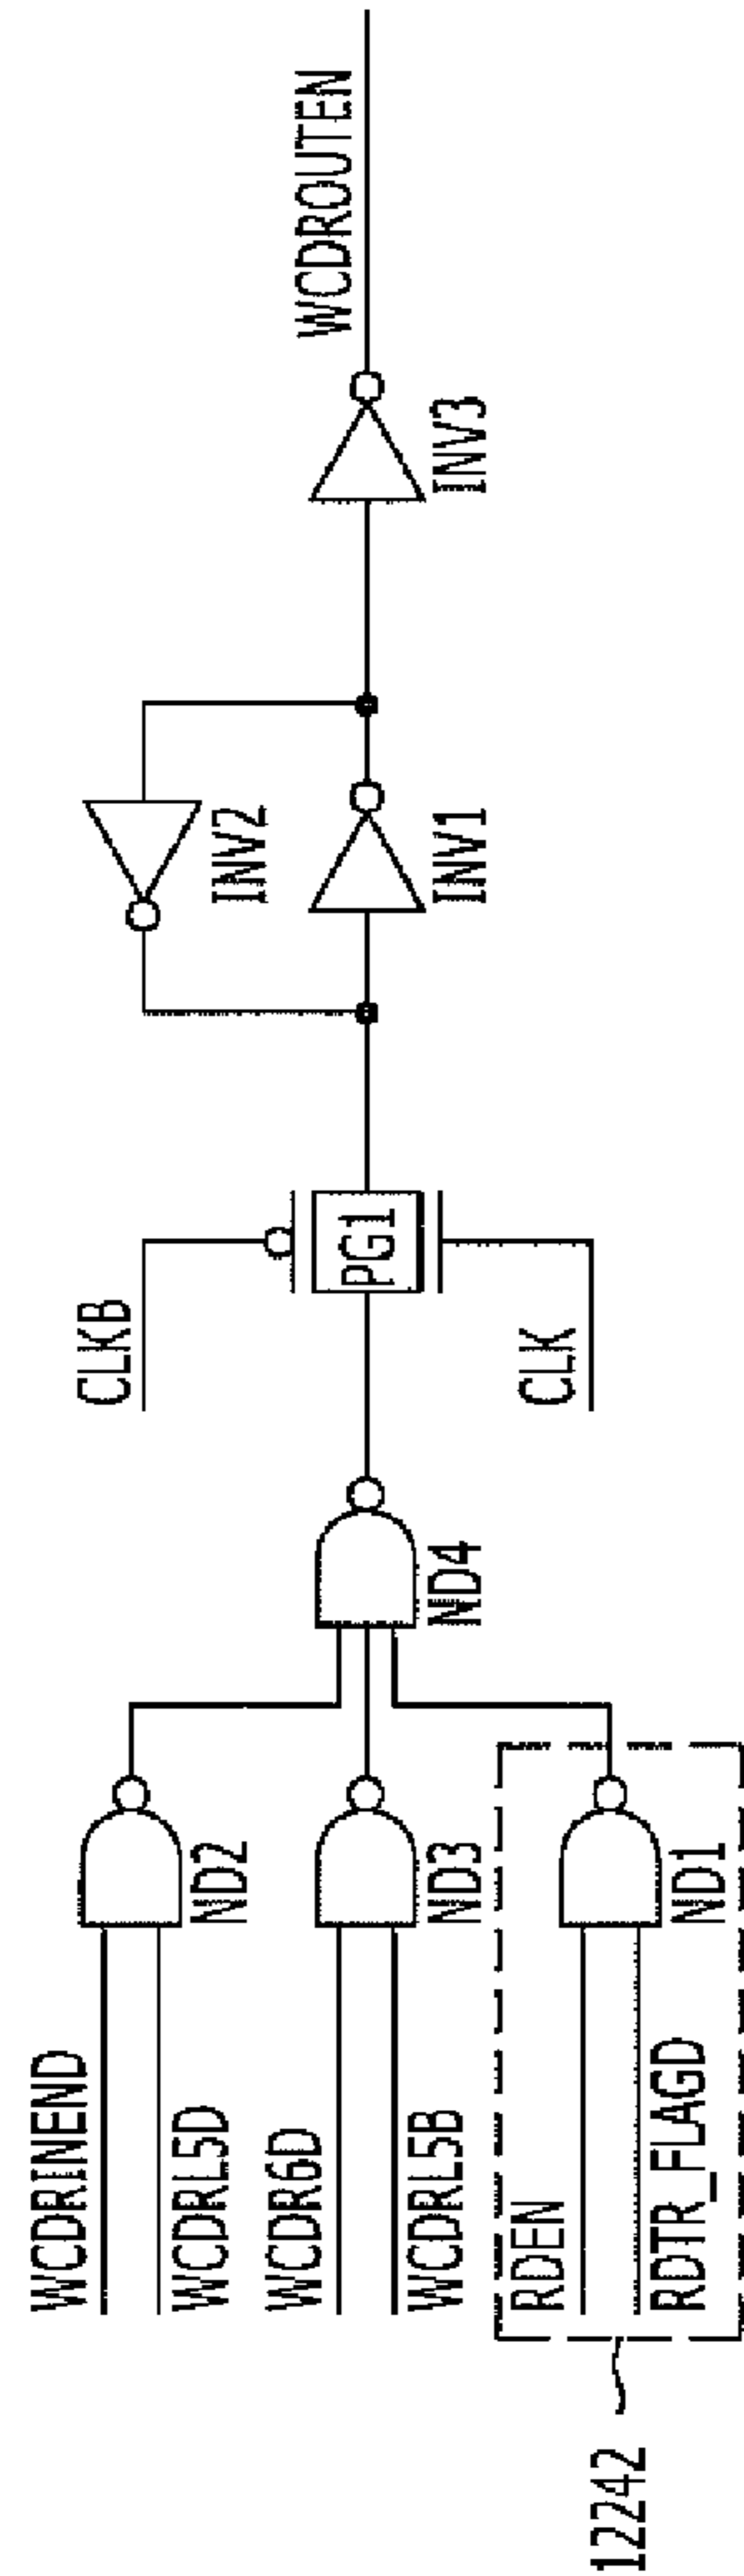 WCDRINEND
WCDRL5D
ND2
WCDR6D
WCDRL5B
ND3
RDEN
RDTR_FLAGD
ND1
12242
ND4
CLKB
PG1
CLK
INV2
INV1
INV3
WCDROUTEN